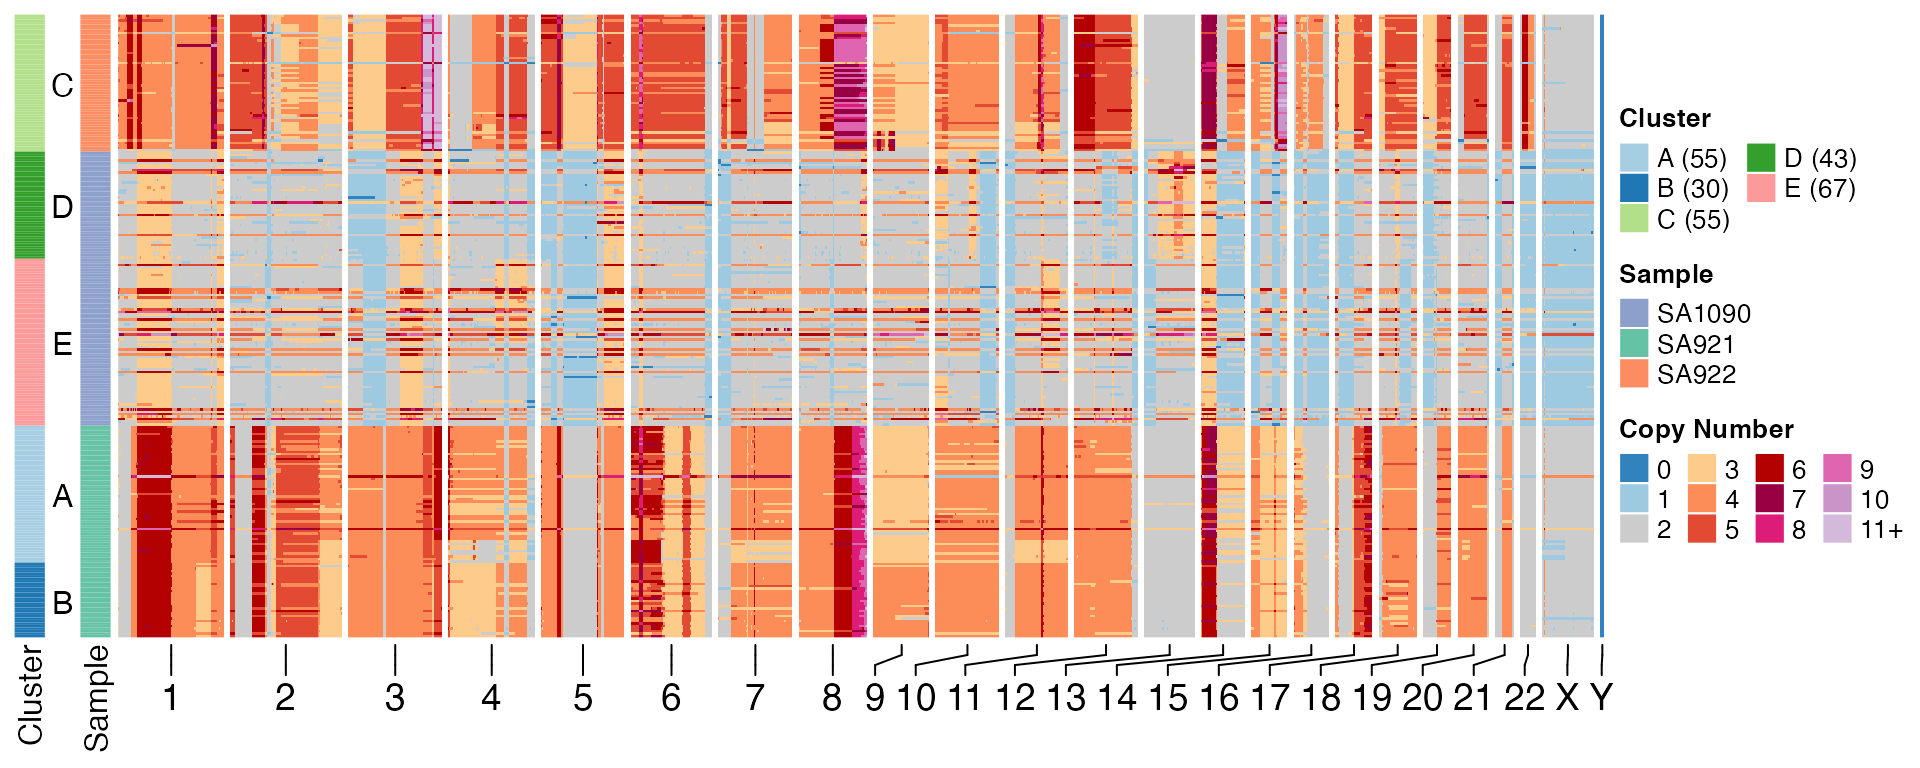 C
D
E
A
B
Cluster
Sample
1 2 3 4 5 6 7 8 9 10 11 12 13 14 15 16 17 18 19 20 21 22 X Y
Cluster
A (55) D (43)
B (30) E (67)
C (55)
Sample
SA1090
SA921
SA922
Copy Number
0 3 6 9
1 4 7 10
2 5 8 11+